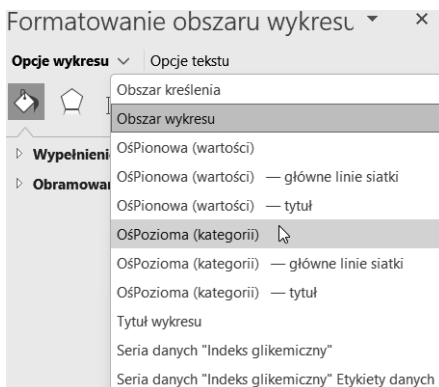 Formatowanie obszaru wykresu
Opcje wykresu Opcje tekstu
Obszar kreślenia
Obszar wykresu
OśPionowa (wartości)
OśPionowa (wartości) — główne linie siatki
OśPionowa (wartości) — tytuł
OśPozioma (kategorii)
OśPozioma (kategorii) — główne linie siatki
OśPozioma (kategorii) — tytuł
Tytuł wykresu
Seria danych "Indeks glikemiczny"
Seria danych "Indeks glikemiczny" Etykiety danych